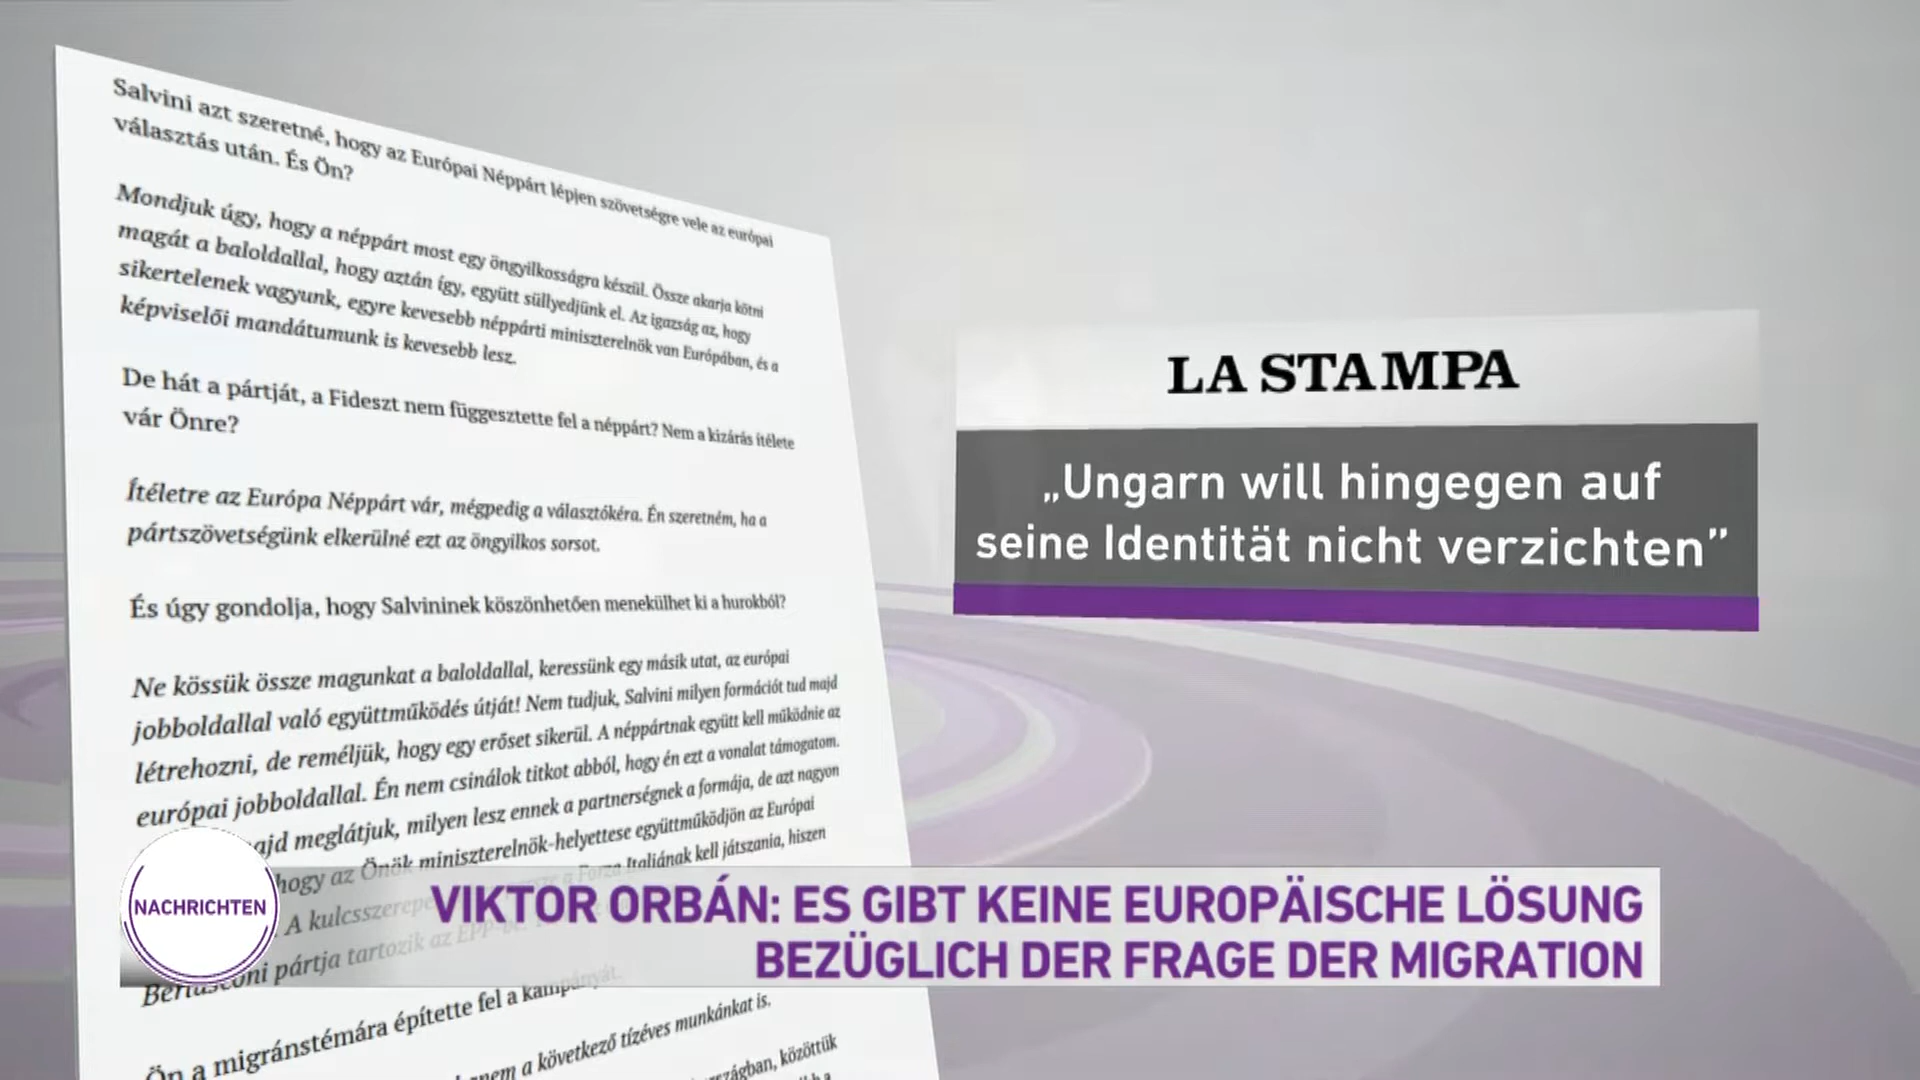 Salvini azt szeretné, hogy az Európai Néppárt lépjen szövetségre vele az európai
választás után. És Ön?
Mondjuk úgy, hogy a néppárt most egy öngyilkosságra készül. Össze akarja kötni
magát a baloldallal, hogy aztán így, együtt süllyedjünk el. Az igazság az, hogy
sikertelenek vagyunk, egyre kevesebb néppárti miniszterelnök van Európában, és a
képviselői mandátumunk is kevesebb lesz.
De hát a pártját, a Fideszt nem függesztette fel a néppárt? Nem a kizárás ítélete
vár Önre?
Ítéletre az Európa Néppárt vár, mégpedig a választókéra. Én szeretném, ha a
pártszövetségünk elkerülné ezt az öngyilkos sorsot.
És úgy gondolja, hogy Salvininek köszönhetően menekülhet ki a hurokból?
Ne kössük össze magunkat a baloldallal, keressünk egy másik utat, az európai
jobboldallal való együttműködés útját! Nem tudjuk, Salvini milyen formációt tud majd
létrehozni, de reméljük, hogy egy erőset sikerül. A néppártnak együtt kell működnie az
európai jobboldallal. Én nem csinálok titkot abból, hogy én ezt a vonalat támogatom.
meglátjuk, milyen lesz ennek a partnerségnek a formája, de azt nagyon
hogy az Önök miniszterelnök-helyettese együttműködjön az Európai
a Forza Italiának kell játszania, hiszen
A
pártja tartozik az
Ön a migránstémára építette fel a kampányát.
a következő tízéves munkánkat is.
közöttük
LA STAMPA
„Ungarn will hingegen auf
seine Identität nicht verzichten”
NACHRICHTEN
VIKTOR ORBÁN: ES GIBT KEINE EUROPÄISCHE LÖSUNG
BEZÜGLICH DER FRAGE DER MIGRATION